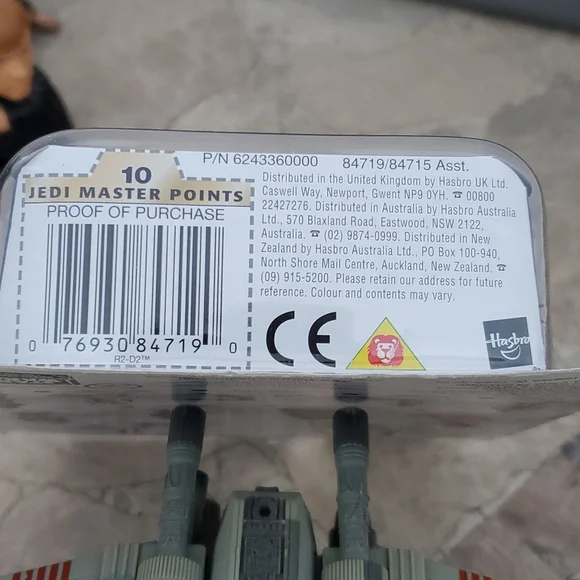 P/N 6243360000 84719/84715 Asst.
10
JEDI MASTER POINTS
PROOF OF PURCHASE
0 76930 84719 0
R2-D2™
Distributed in the United Kingdom by Hasbro UK Ltd.
Caswell Way, Newport, Gwent NP9 0YH. ☎ 00800
22427276. Distributed in Australia by Hasbro Australia
Ltd., 570 Blaxland Road, Eastwood, NSW 2122,
Australia. ☎ (02) 9874-0999. Distributed in New
Zealand by Hasbro Australia Ltd., PO Box 100-940,
North Shore Mail Centre, Auckland, New Zealand. ☎
(09) 915-5200. Please retain our address for future
reference. Colour and contents may vary.
CE
Hasbro